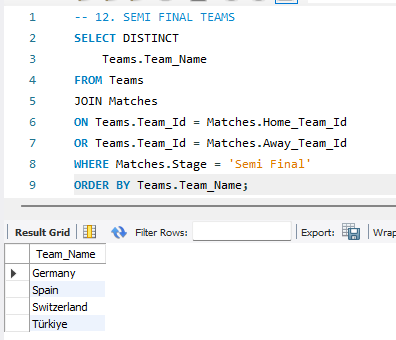 1 -- 12. SEMI FINAL TEAMS
2 SELECT DISTINCT
3 Teams.Team_Name
4 FROM Teams
5 JOIN Matches
6 ON Teams.Team_Id = Matches.Home_Team_Id
7 OR Teams.Team_Id = Matches.Away_Team_Id
8 WHERE Matches.Stage = 'Semi Final'
9 ORDER BY Teams.Team_Name;
Result Grid Filter Rows: Export: Wrap
Team_Name
Germany
Spain
Switzerland
Türkiye